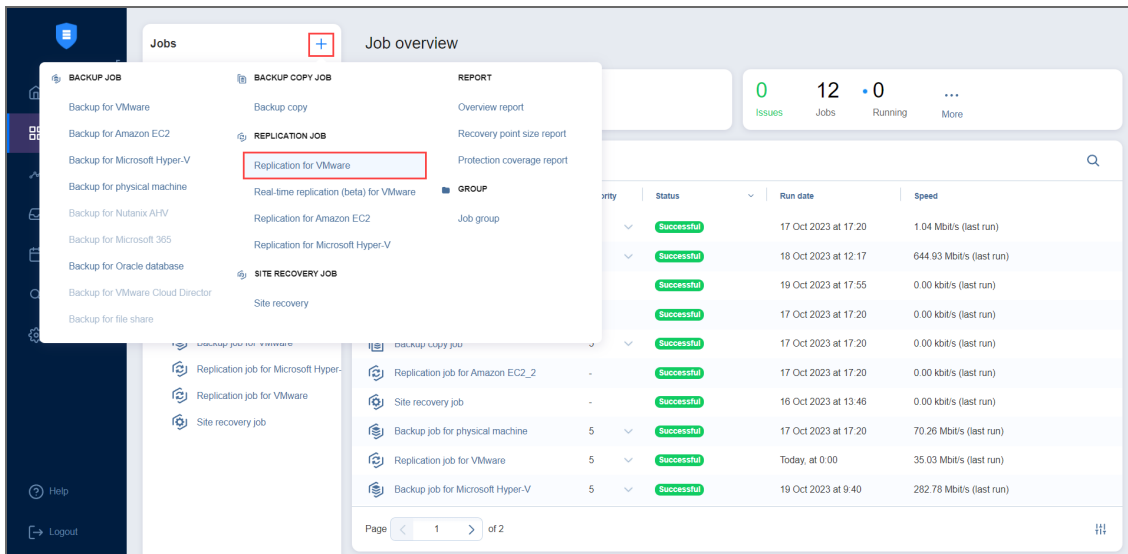 Jobs
+
Job overview
BACKUP JOB
Backup for VMware
Backup for Amazon EC2
Backup for Microsoft Hyper-V
Backup for physical machine
Backup for Nutanix AHV
Backup for Microsoft 365
Backup for Oracle database
Backup for VMware Cloud Director
Backup for file share
BACKUP COPY JOB
Backup copy
REPLICATION JOB
Replication for VMware
Real-time replication (beta) for VMware
Replication for Amazon EC2
Replication for Microsoft Hyper-V
SITE RECOVERY JOB
Site recovery
REPORT
Overview report
Recovery point size report
Protection coverage report
GROUP
Job group
0 12 0 ...
Issues Jobs Running More
Status Run date Speed
Successful 17 Oct 2023 at 17:20 1.04 Mbit/s (last run)
Successful 18 Oct 2023 at 12:17 644.93 Mbit/s (last run)
Successful 19 Oct 2023 at 17:55 0.00 kbit/s (last run)
Successful 17 Oct 2023 at 17:20 0.00 kbit/s (last run)
Backup job for VMware
Replication job for Microsoft Hyper-
Replication job for VMware
Site recovery job
Backup copy job 5 Successful 17 Oct 2023 at 17:20 0.00 kbit/s (last run)
Replication job for Amazon EC2_2 - Successful 17 Oct 2023 at 17:20 0.00 kbit/s (last run)
Site recovery job - Successful 16 Oct 2023 at 13:46 0.00 kbit/s (last run)
Backup job for physical machine 5 Successful 17 Oct 2023 at 17:20 70.26 Mbit/s (last run)
Replication job for VMware 5 Successful Today, at 0:00 35.03 Mbit/s (last run)
Backup job for Microsoft Hyper-V 5 Successful 19 Oct 2023 at 9:40 282.78 Mbit/s (last run)
Page 1 of 2
Help
Logout